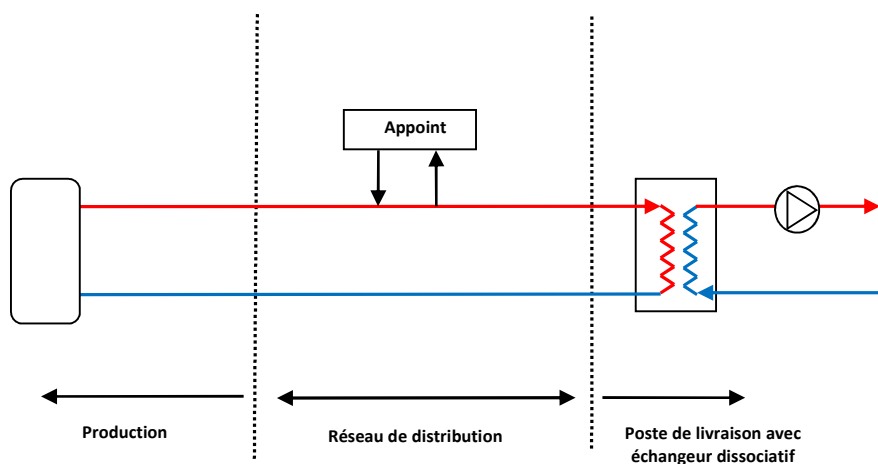 Appoint
Production
Réseau de distribution
Poste de livraison avec
échangeur dissociatif